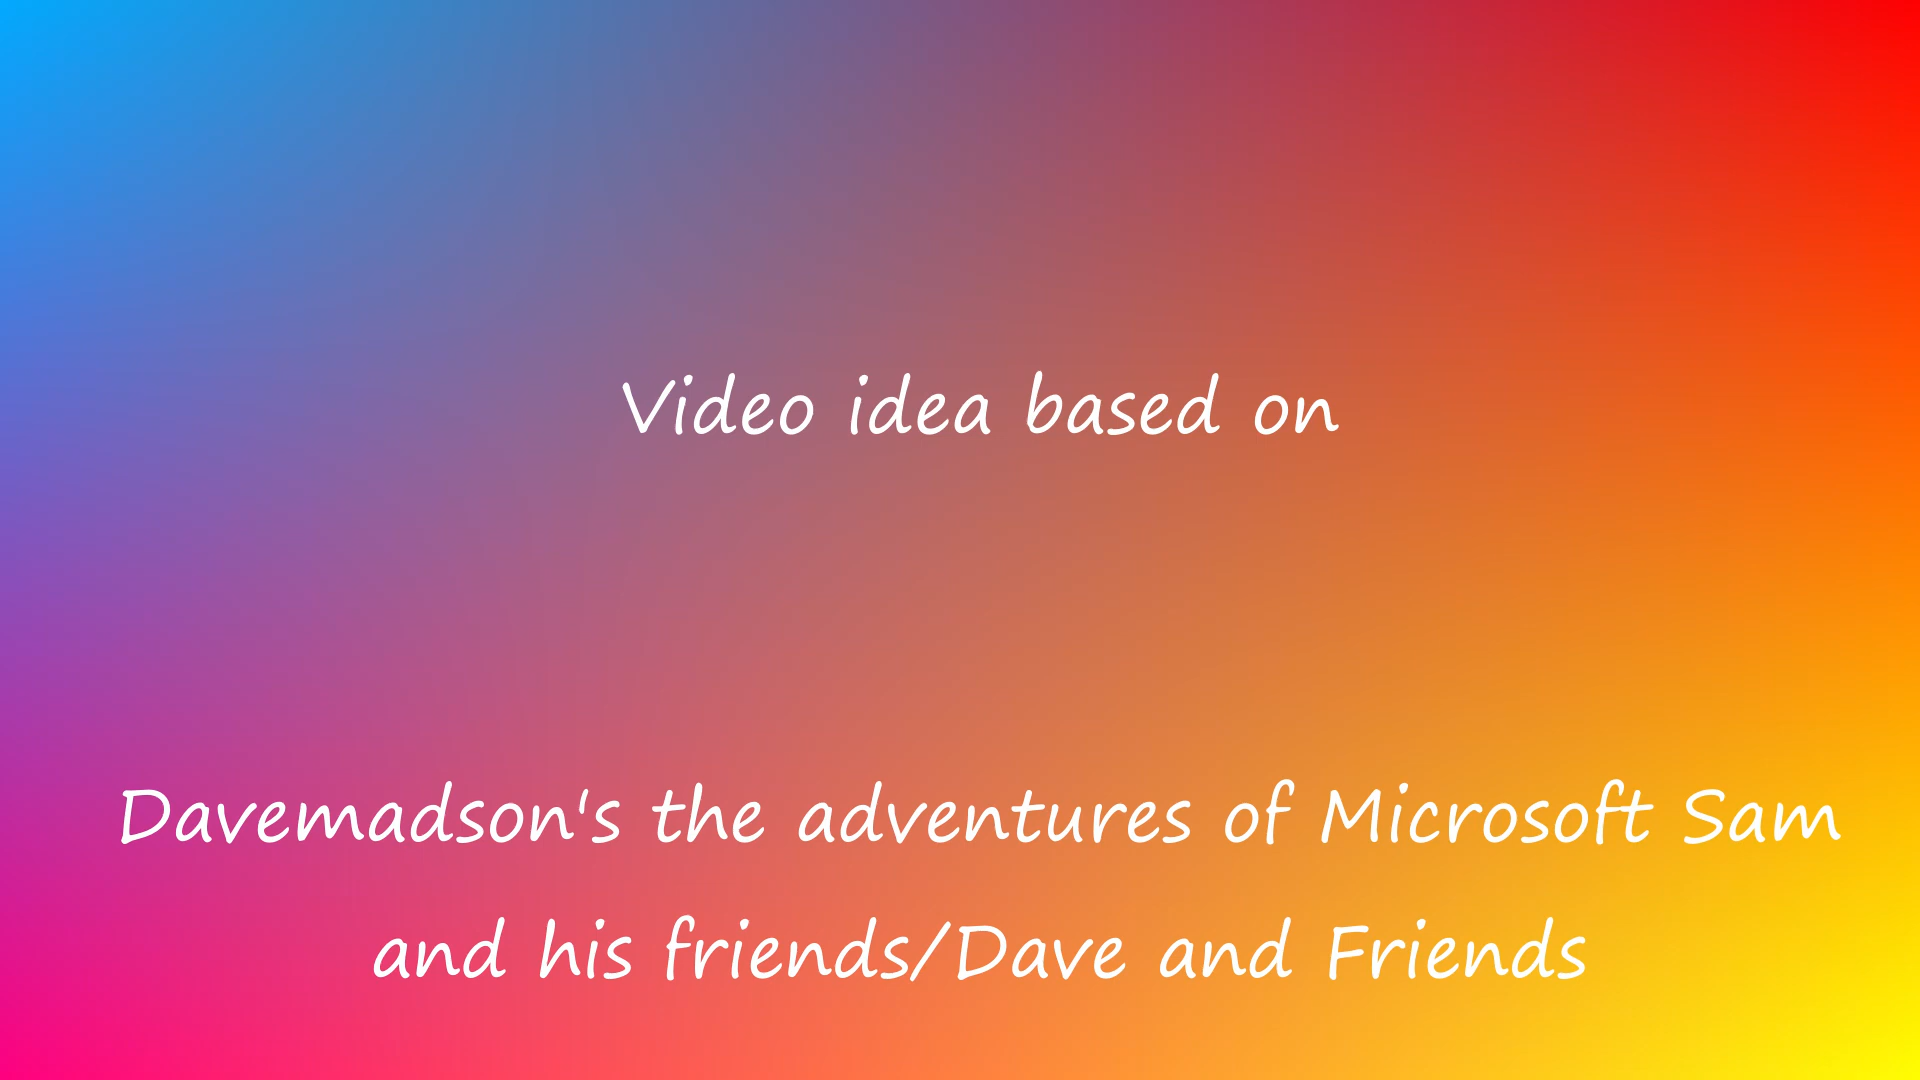 Video idea based on
Davemadson's the adventures of Microsoft Sam
and his friends/Dave and Friends